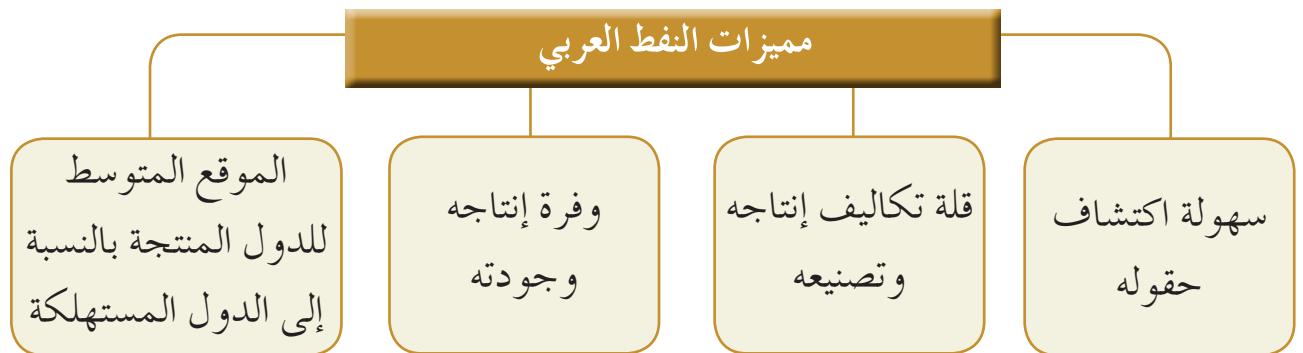 مميزات النفط العربي
سهولة اكتشاف
حقوله
قلة تكاليف إنتاجه
وتصنيعه
وفرة إنتاجه
وجودته
الموقع المتوسط
للدول المنتجة بالنسبة
إلى الدول المستهلكة